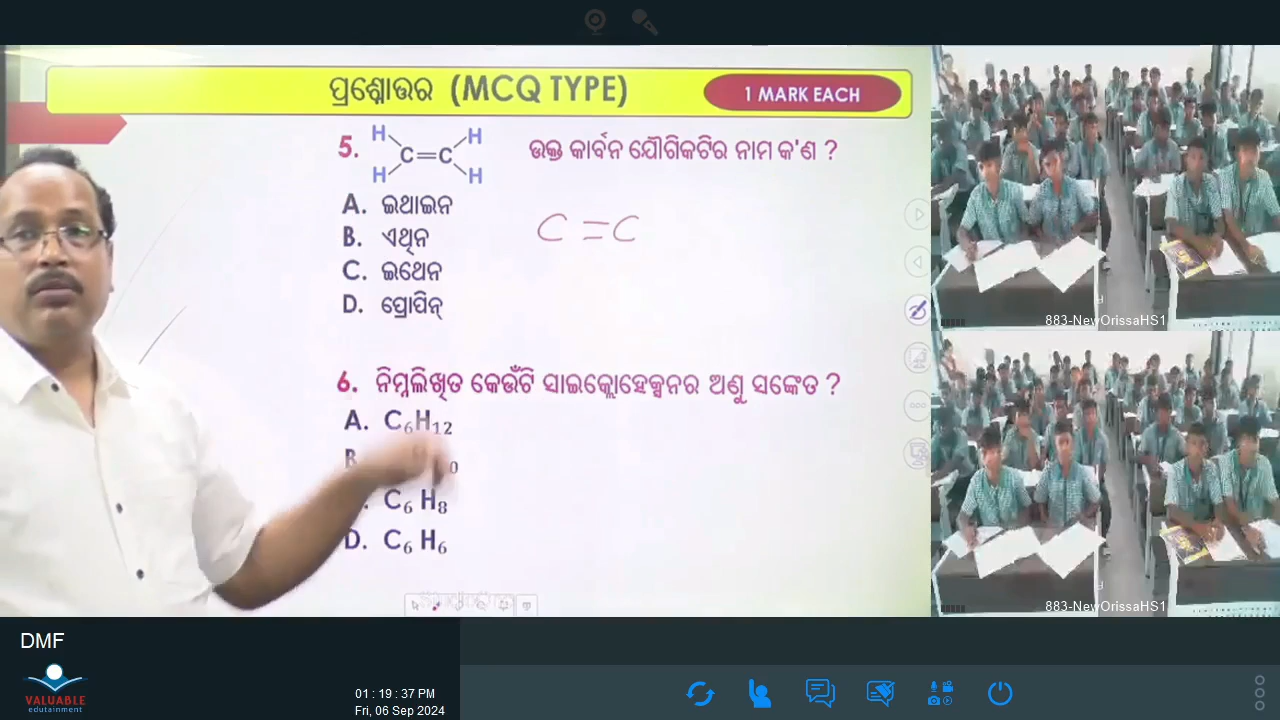 ପ୍ରଶ୍ନୋତ୍ତର (MCQ TYPE)
1 MARK EACH
5. H H C=C H H ଉକ୍ତ କାର୍ବନ ଯୌଗିକଟିର ନାମ କ'ଣ ?
A. ଇଥାଇନ
B. ଏଥିନ
C. ଇଥେନ
D. ପ୍ରୋପିନ୍
C = C
6. ନିମ୍ନଲିଖିତ କେଉଁଟି ସାଇକ୍ଲୋହେକ୍ସନର ଅଣୁ ସଙ୍କେତ ?
A. C₆H₁₂
C₆ H₈
D. C₆ H₆
883-NewOrissaHS1
883-NewOrissaHS1
DMF
VALUABLE
edutainment
01 : 19 : 37 PM
Fri, 06 Sep 2024